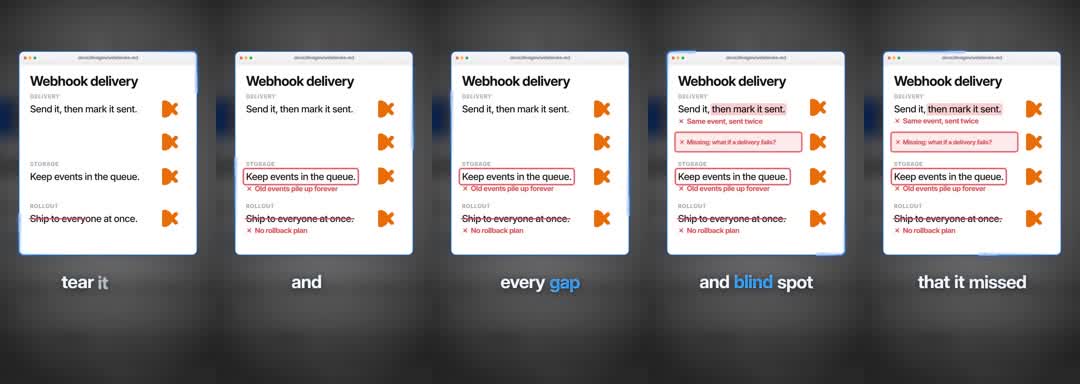 Webhook delivery
DELIVERY
Send it, then mark it sent.
STORAGE
Keep events in the queue.
ROLLOUT
Ship to everyone at once.
tear it
Webhook delivery
DELIVERY
Send it, then mark it sent.
STORAGE
Keep events in the queue.
× Old events pile up forever
ROLLOUT
Ship to everyone at once.
× No rollback plan
and
Webhook delivery
DELIVERY
Send it, then mark it sent.
STORAGE
Keep events in the queue.
× Old events pile up forever
ROLLOUT
Ship to everyone at once.
× No rollback plan
every gap
Webhook delivery
DELIVERY
Send it, then mark it sent.
× Same event, sent twice
× Missing: what if a delivery fails?
STORAGE
Keep events in the queue.
× Old events pile up forever
ROLLOUT
Ship to everyone at once.
× No rollback plan
and blind spot
Webhook delivery
DELIVERY
Send it, then mark it sent.
× Same event, sent twice
× Missing: what if a delivery fails?
STORAGE
Keep events in the queue.
× Old events pile up forever
ROLLOUT
Ship to everyone at once.
× No rollback plan
that it missed